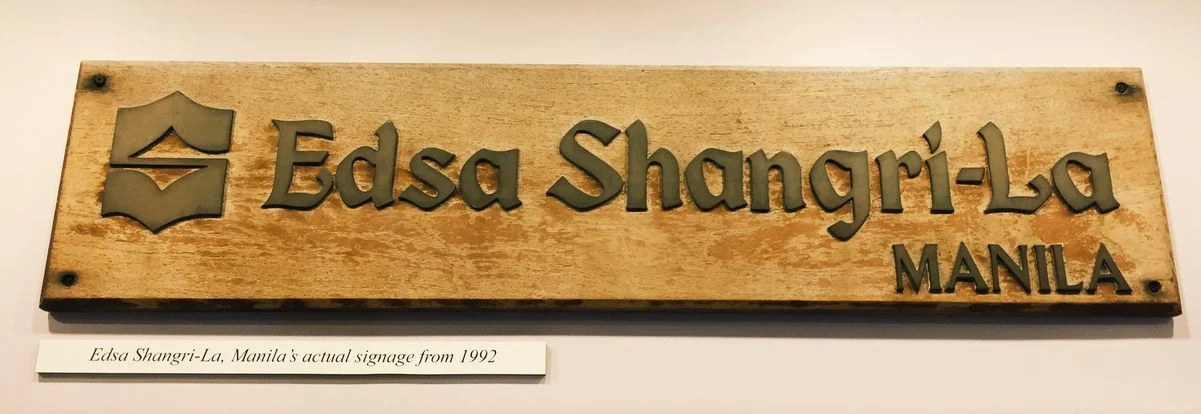 Edsa Shangri-La
MANILA
Edsa Shangri-La, Manila's actual signage from 1992